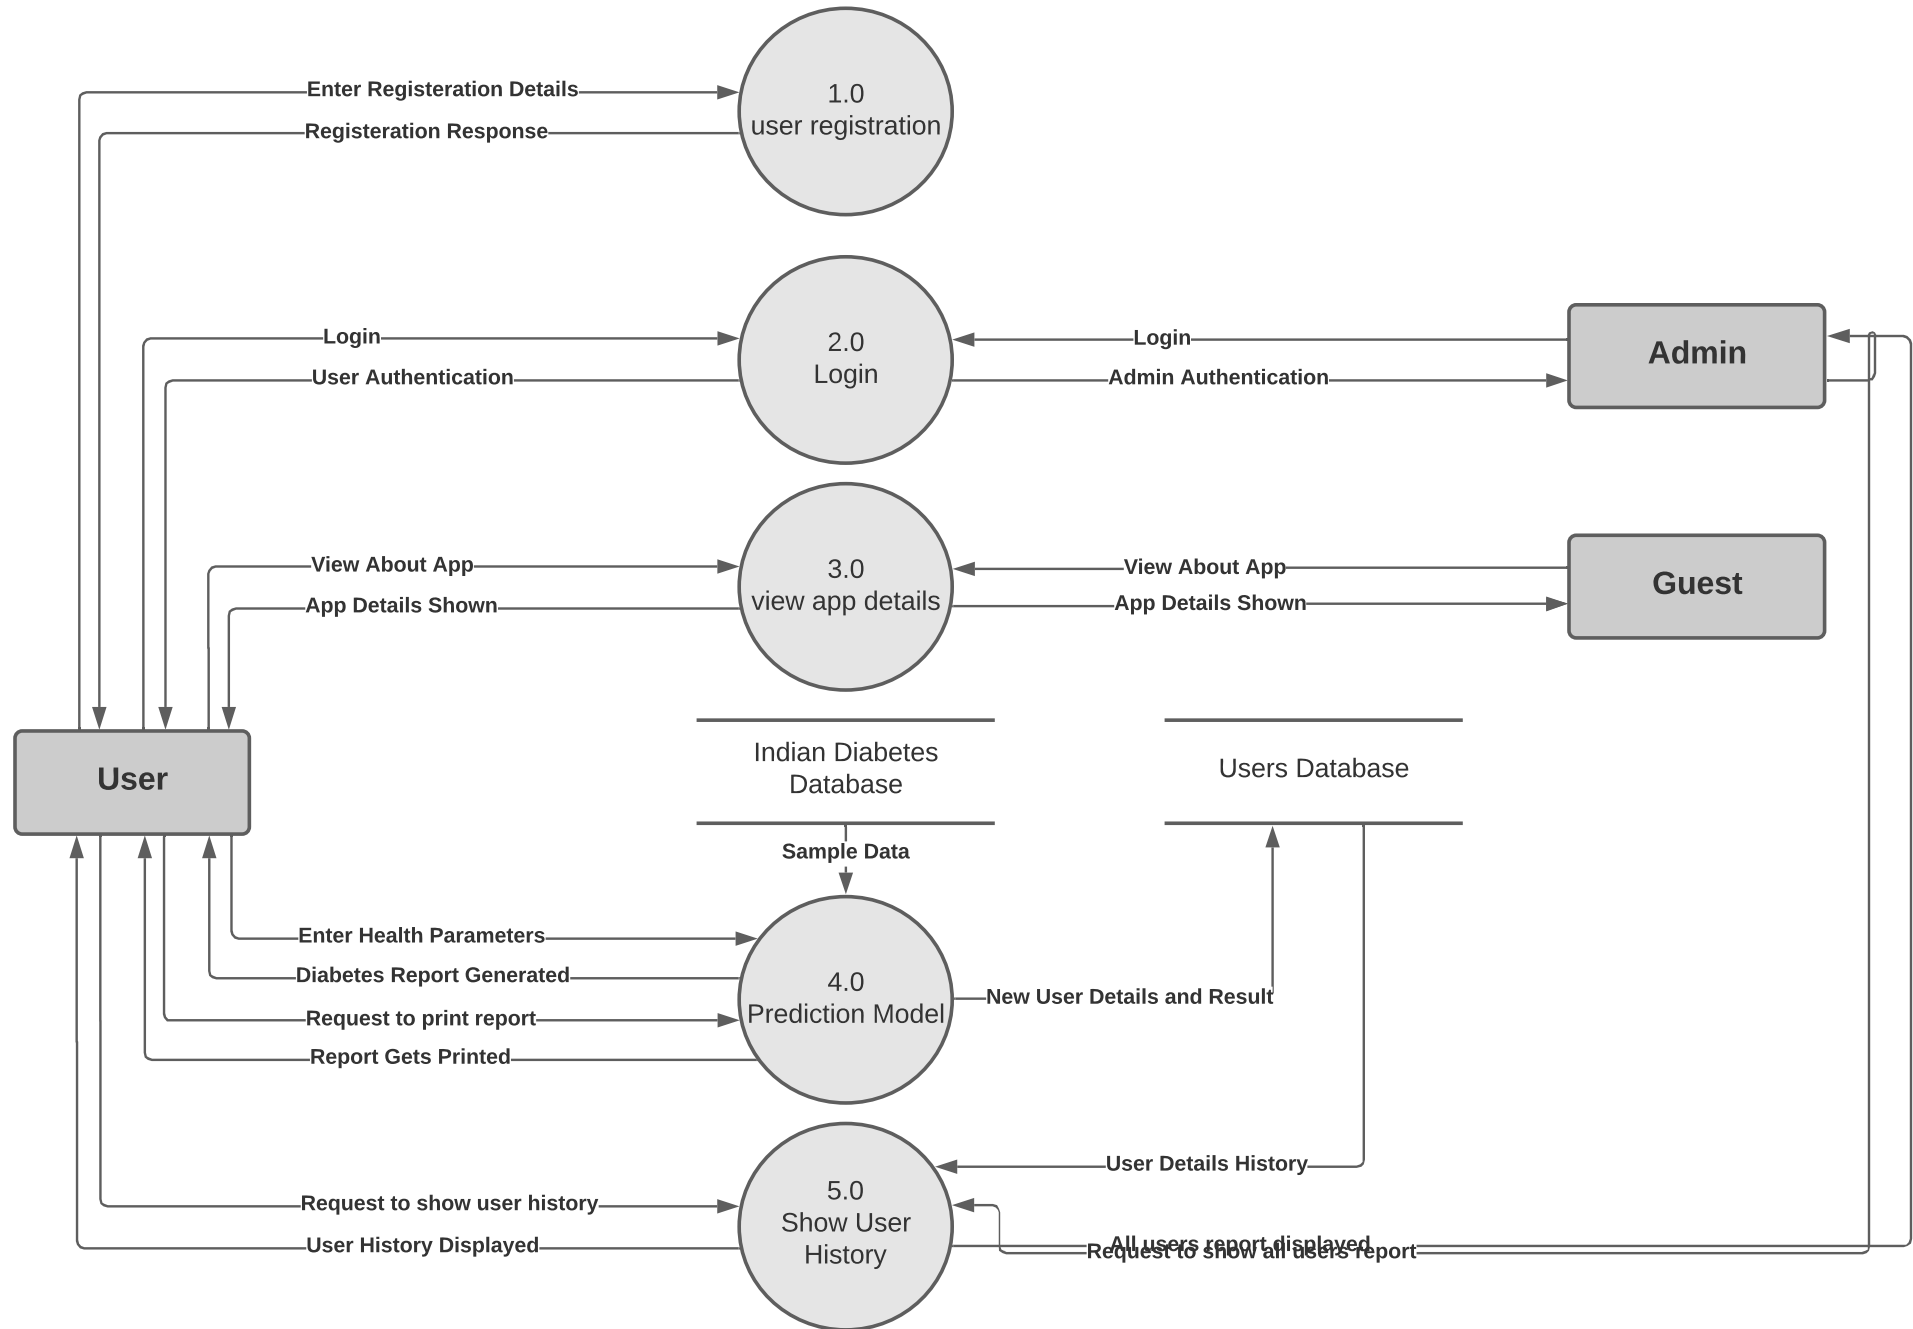 Enter Registeration Details
Registeration Response
1.0
user registration
Login
User Authentication
2.0
Login
Login
Admin Authentication
Admin
View About App
App Details Shown
3.0
view app details
View About App
App Details Shown
Guest
User
Indian Diabetes
Database
Users Database
Sample Data
Enter Health Parameters
Diabetes Report Generated
Request to print report
Report Gets Printed
4.0
Prediction Model
New User Details and Result
User Details History
5.0
Show User
History
Request to show user history
User History Displayed
All users report displayed
Request to show all users report